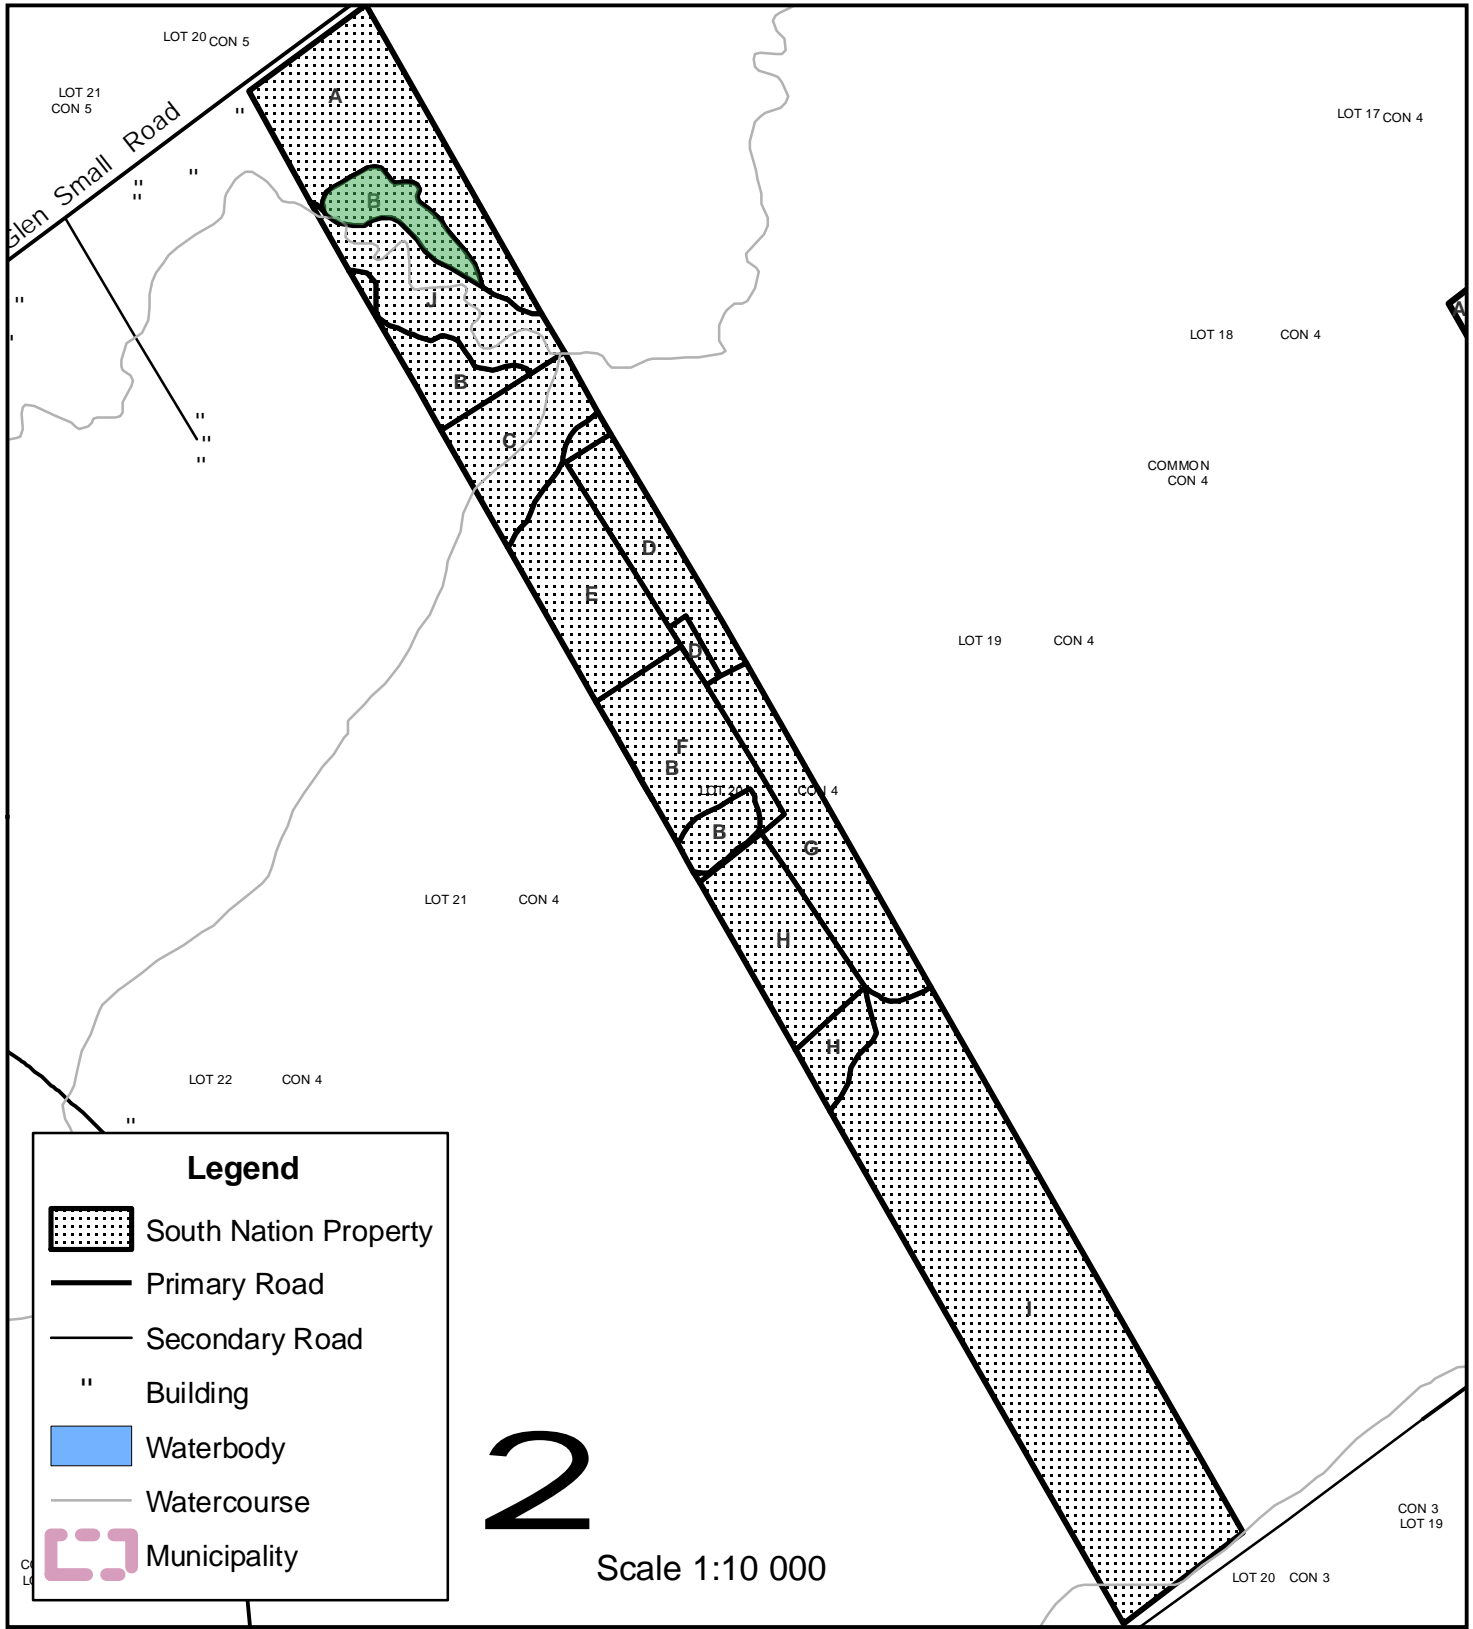 LOT 20 CON 5
LOT 21
CON 5
Glen Small Road
A
LOT 17 CON 4
B
J
A
LOT 18 CON 4
B
C
COMMON
CON 4
D
E
LOT 19 CON 4
D
F
B
LOT 20 CON 4
B
G
LOT 21 CON 4
H
H
LOT 22 CON 4
I
Legend
South Nation Property
Primary Road
Secondary Road
" Building
Waterbody
Watercourse
Municipality
2
Scale 1:10 000
CON 3
LOT 19
LOT 20 CON 3